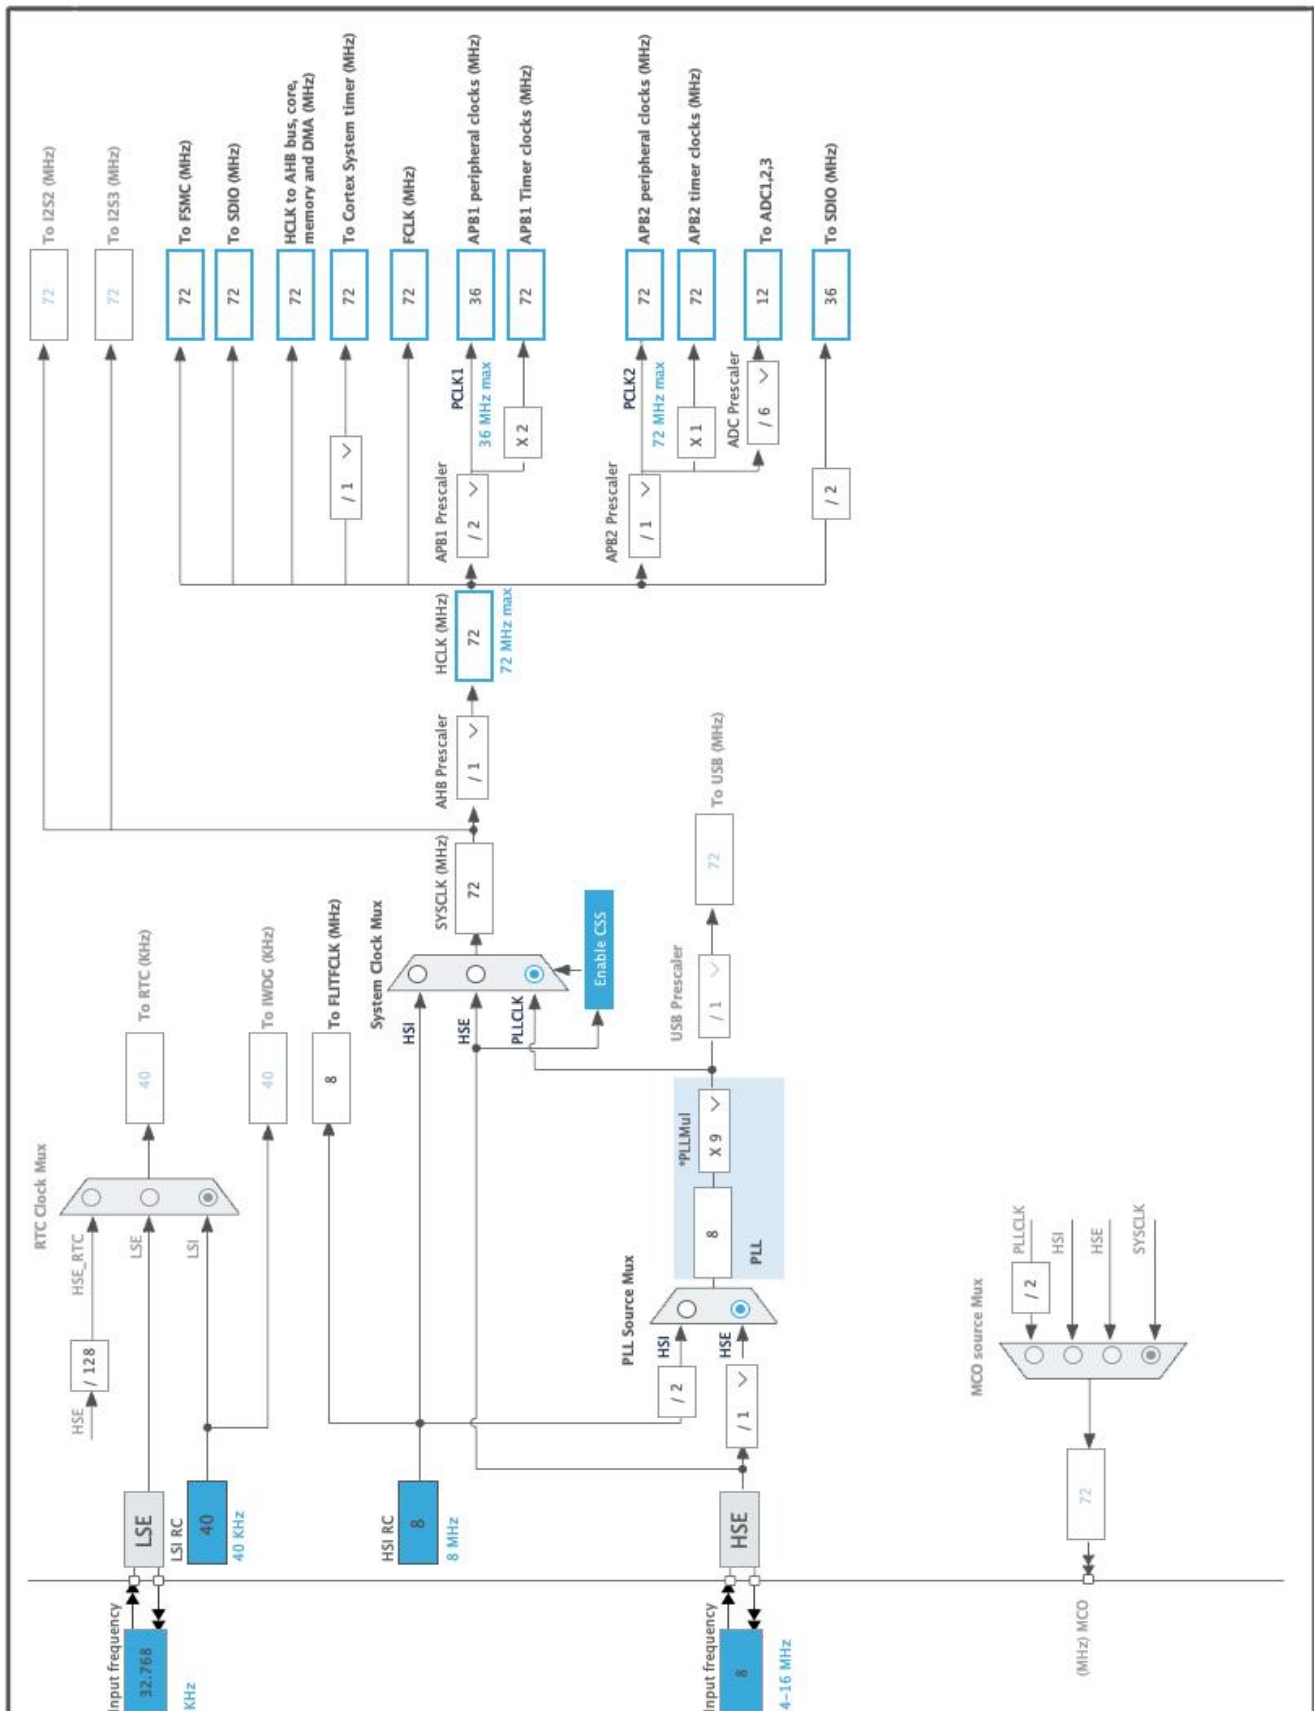 Input frequency
32.768
KHz
LSE
LSI RC
40
40 KHz
HSE
/ 128
HSE_RTC
LSE
LSI
RTC Clock Mux
40
To RTC (KHz)
40
To IWDG (KHz)
8
To FLITFCLK (MHz)
HSI RC
8
8 MHz
Input frequency
8
4-16 MHz
HSE
/ 2
HSI
/ 1
HSE
PLL Source Mux
8
PLL
*PLLMul
X 9
USB Prescaler
/ 1
72
To USB (MHz)
System Clock Mux
HSI
HSE
PLLCLK
Enable CSS
SYSCLK (MHz)
72
AHB Prescaler
/ 1
HCLK (MHz)
72
72 MHz max
72
To I2S2 (MHz)
72
To I2S3 (MHz)
72
To FSMC (MHz)
72
To SDIO (MHz)
72
HCLK to AHB bus, core,
memory and DMA (MHz)
/ 1
72
To Cortex System timer (MHz)
72
FCLK (MHz)
APB1 Prescaler
/ 2
PCLK1
36 MHz max
36
APB1 peripheral clocks (MHz)
X 2
72
APB1 Timer clocks (MHz)
APB2 Prescaler
/ 1
PCLK2
72 MHz max
72
APB2 peripheral clocks (MHz)
X 1
72
APB2 timer clocks (MHz)
ADC Prescaler
/ 6
12
To ADC1,2,3
/ 2
36
To SDIO (MHz)
MCO source Mux
/ 2
PLLCLK
HSI
HSE
SYSCLK
72
(MHz) MCO